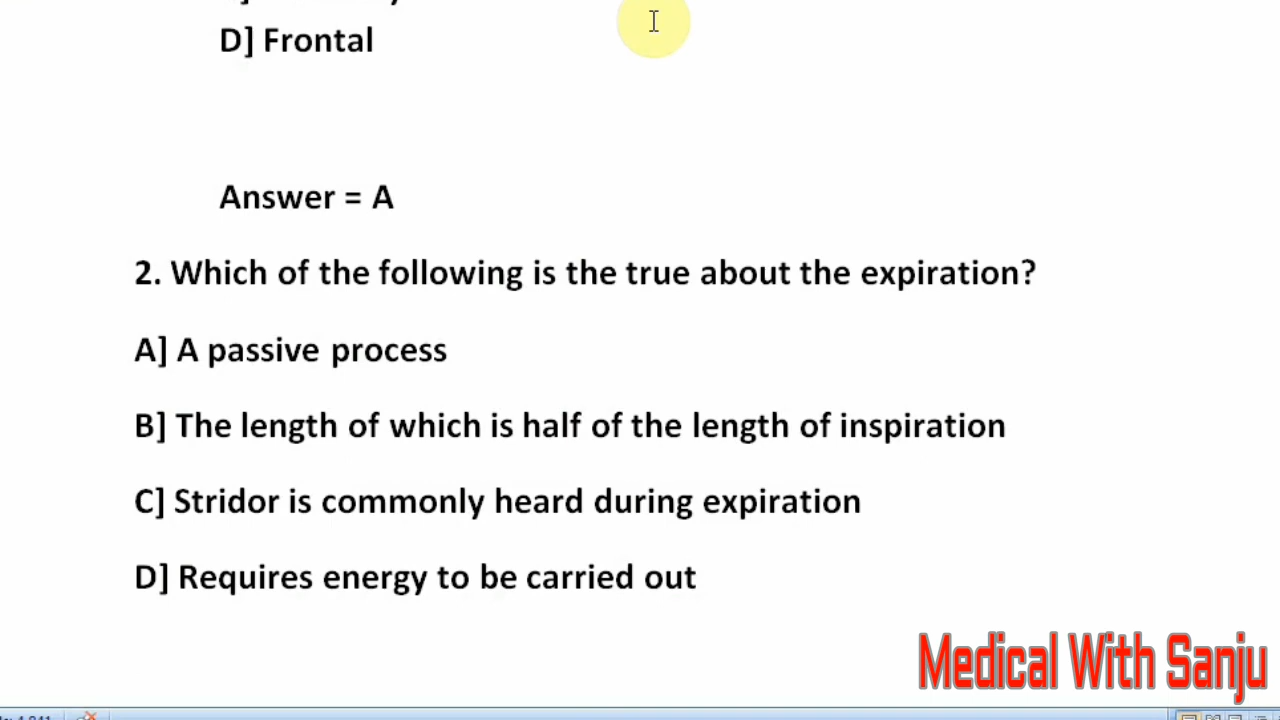 D] Frontal
Answer = A
2. Which of the following is the true about the expiration?
A] A passive process
B] The length of which is half of the length of inspiration
C] Stridor is commonly heard during expiration
D] Requires energy to be carried out
Medical With Sanju